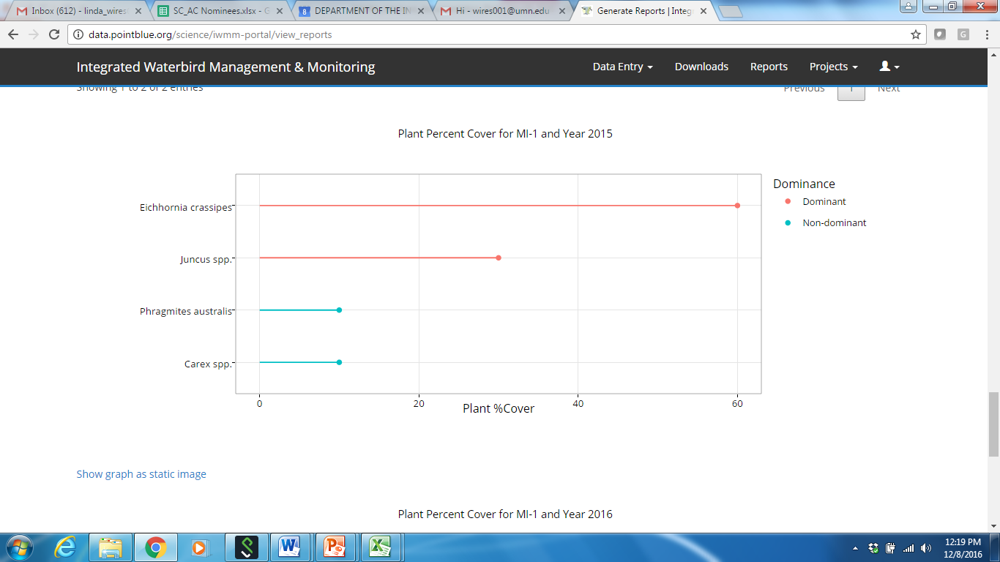 Inbox (612) - linda_wires
SC_AC Nominees.xlsx - G
8 DEPARTMENT OF THE IN
Hi - wires001@umn.edu
Generate Reports | Integ
data.pointblue.org/science/iwmm-portal/view_reports
G
Integrated Waterbird Management & Monitoring
Data Entry
Downloads
Reports
Projects
Showing 1 to 2 of 2 entries
Previous
1
Next
Plant Percent Cover for MI-1 and Year 2015
Dominance
Dominant
Non-dominant
Eichhornia crassipes
Juncus spp.
Phragmites australis
Carex spp.
0 20 40 60
Plant %Cover
Show graph as static image
Plant Percent Cover for MI-1 and Year 2016
12:19 PM
12/8/2016